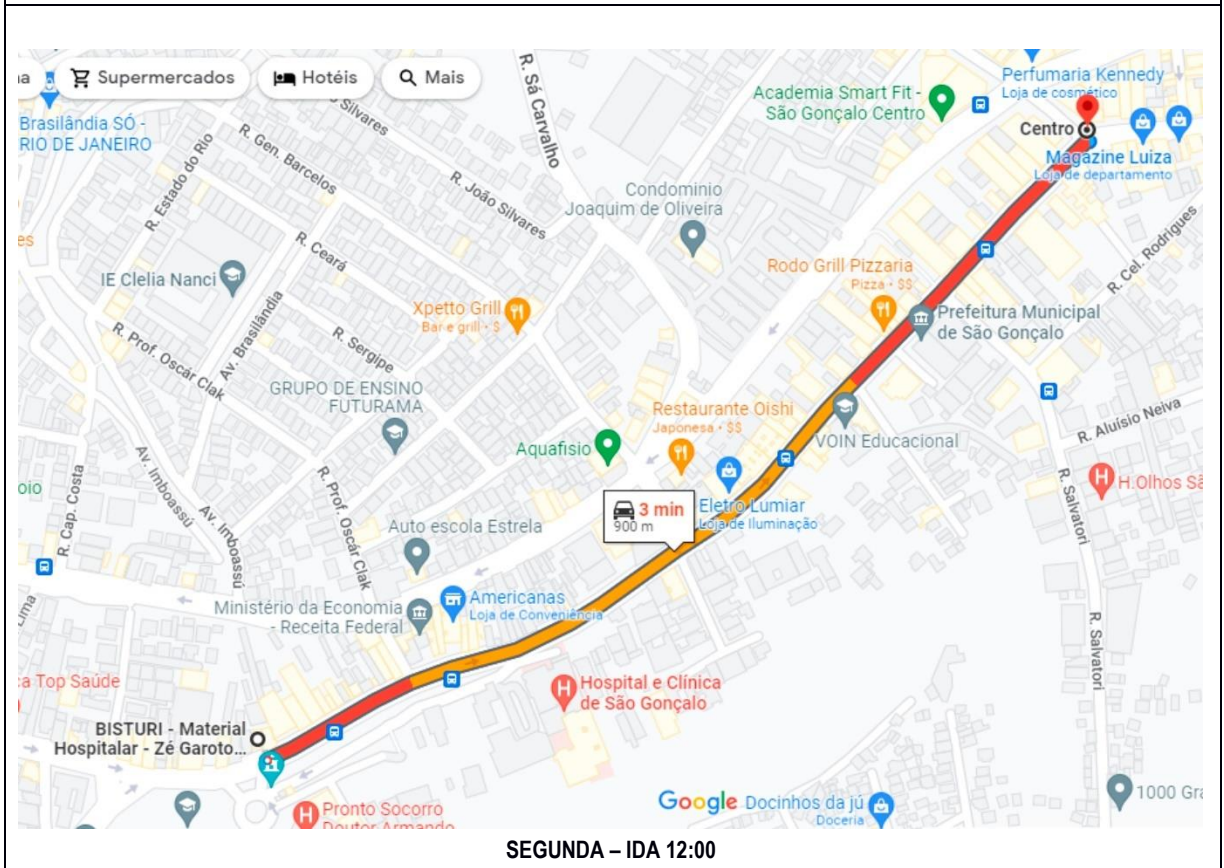 Supermercados
Hotéis
Mais
R. Sá Carvalho
Academia Smart Fit -
São Gonçalo Centro
Perfumaria Kennedy
Loja de cosmético
Centro
Magazine Luiza
Loja de departamento
Brasilândia SÓ -
RIO DE JANEIRO
Silvares
R. Gen. Barcelos
R. Estado do Rio
R. João Silvares
Condominio
Joaquim de Oliveira
R. Cel. Rodrigues
R. Ceará
IE Clelia Nanci
Rodo Grill Pizzaria
Pizza · $$
Xpetto Grill
Bar e grill · $
Prefeitura Municipal
de São Gonçalo
Av. Brasilândia
R. Sergipe
R. Prof. Oscár Clak
GRUPO DE ENSINO
FUTURAMA
Restaurante Oishi
Japonesa · $$
R. Aluísio Neiva
Aquafisio
VOIN Educacional
R. Cap. Costa
Av. Imboassú
Av. Imboassú
R. Prof. Oscár Clak
R. Salvatori
H.Olhos Sã
3 min
900 m
Eletro Lumiar
Loja de Iluminação
Auto escola Estrela
Americanas
Loja de Conveniência
Ministério da Economia
- Receita Federal
R. Salvatori
a Top Saúde
Hospital e Clínica
de São Gonçalo
BISTURI - Material
Hospitalar - Zé Garoto...
Pronto Socorro
Doutor Armando
Google
Docinhos da jú
Doceria
1000 Gra
SEGUNDA – IDA 12:00